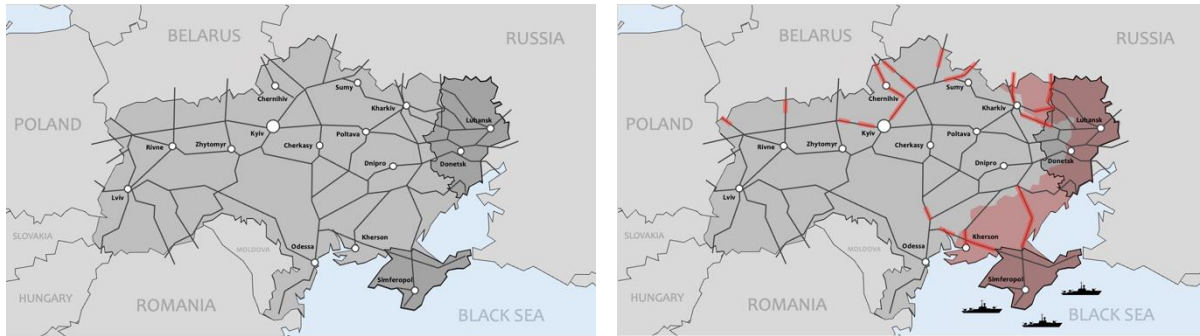 BELARUS
RUSSIA
POLAND
Chernihiv
Sumy
Kharkiv
Kyiv
Rivne
Zhytomyr
Cherkasy
Poltava
Luhansk
Dnipro
Donetsk
Lviv
SLOVAKIA
MOLDOVA
Odessa
Kherson
Simferopol
HUNGARY
ROMANIA
BLACK SEA
BELARUS
RUSSIA
POLAND
Chernihiv
Sumy
Kharkiv
Kyiv
Rivne
Zhytomyr
Cherkasy
Poltava
Luhansk
Dnipro
Donetsk
Lviv
SLOVAKIA
MOLDOVA
Odessa
Kherson
Simferopol
HUNGARY
ROMANIA
BLACK SEA